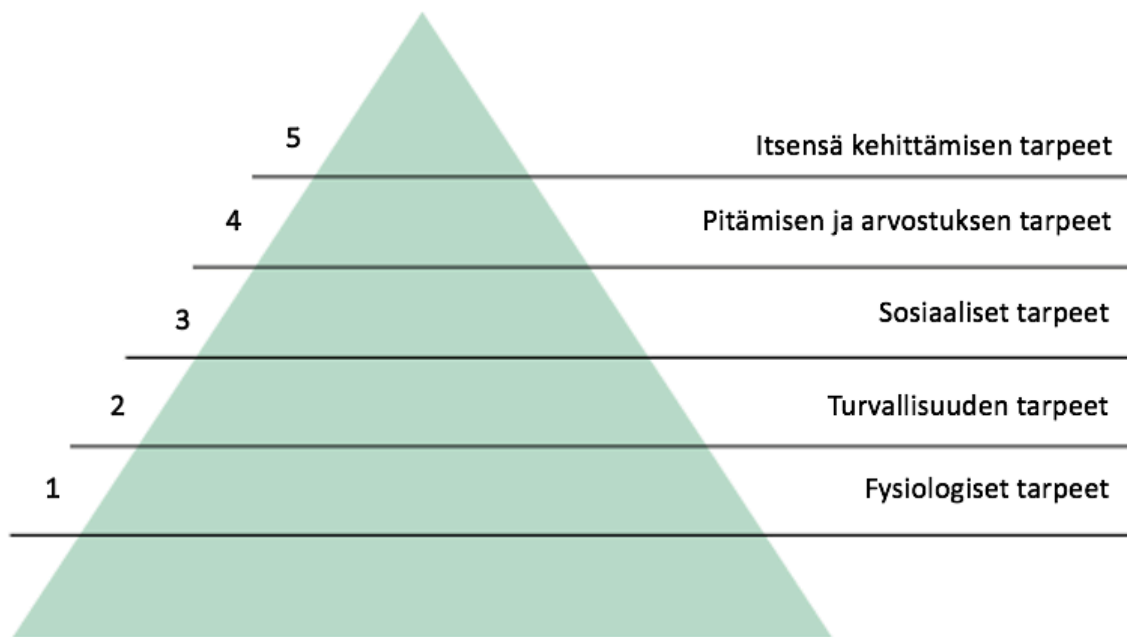 5
Itsensä kehittämisen tarpeet
4
Pitämisen ja arvostuksen tarpeet
3
Sosiaaliset tarpeet
2
Turvallisuuden tarpeet
1
Fysiologiset tarpeet